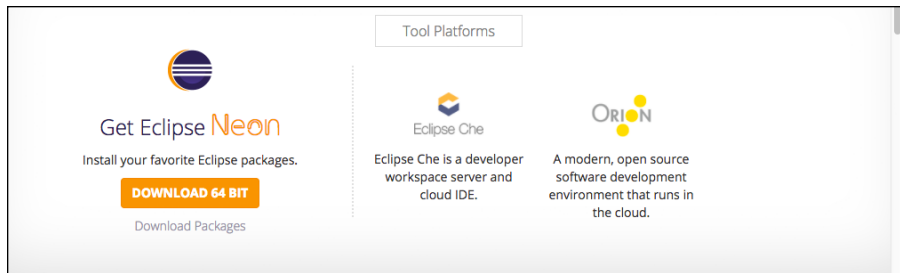 Tool Platforms
Get Eclipse Neon
Install your favorite Eclipse packages.
DOWNLOAD 64 BIT
Download Packages
Eclipse Che
Eclipse Che is a developer
workspace server and
cloud IDE.
ORION
A modern, open source
software development
environment that runs in
the cloud.